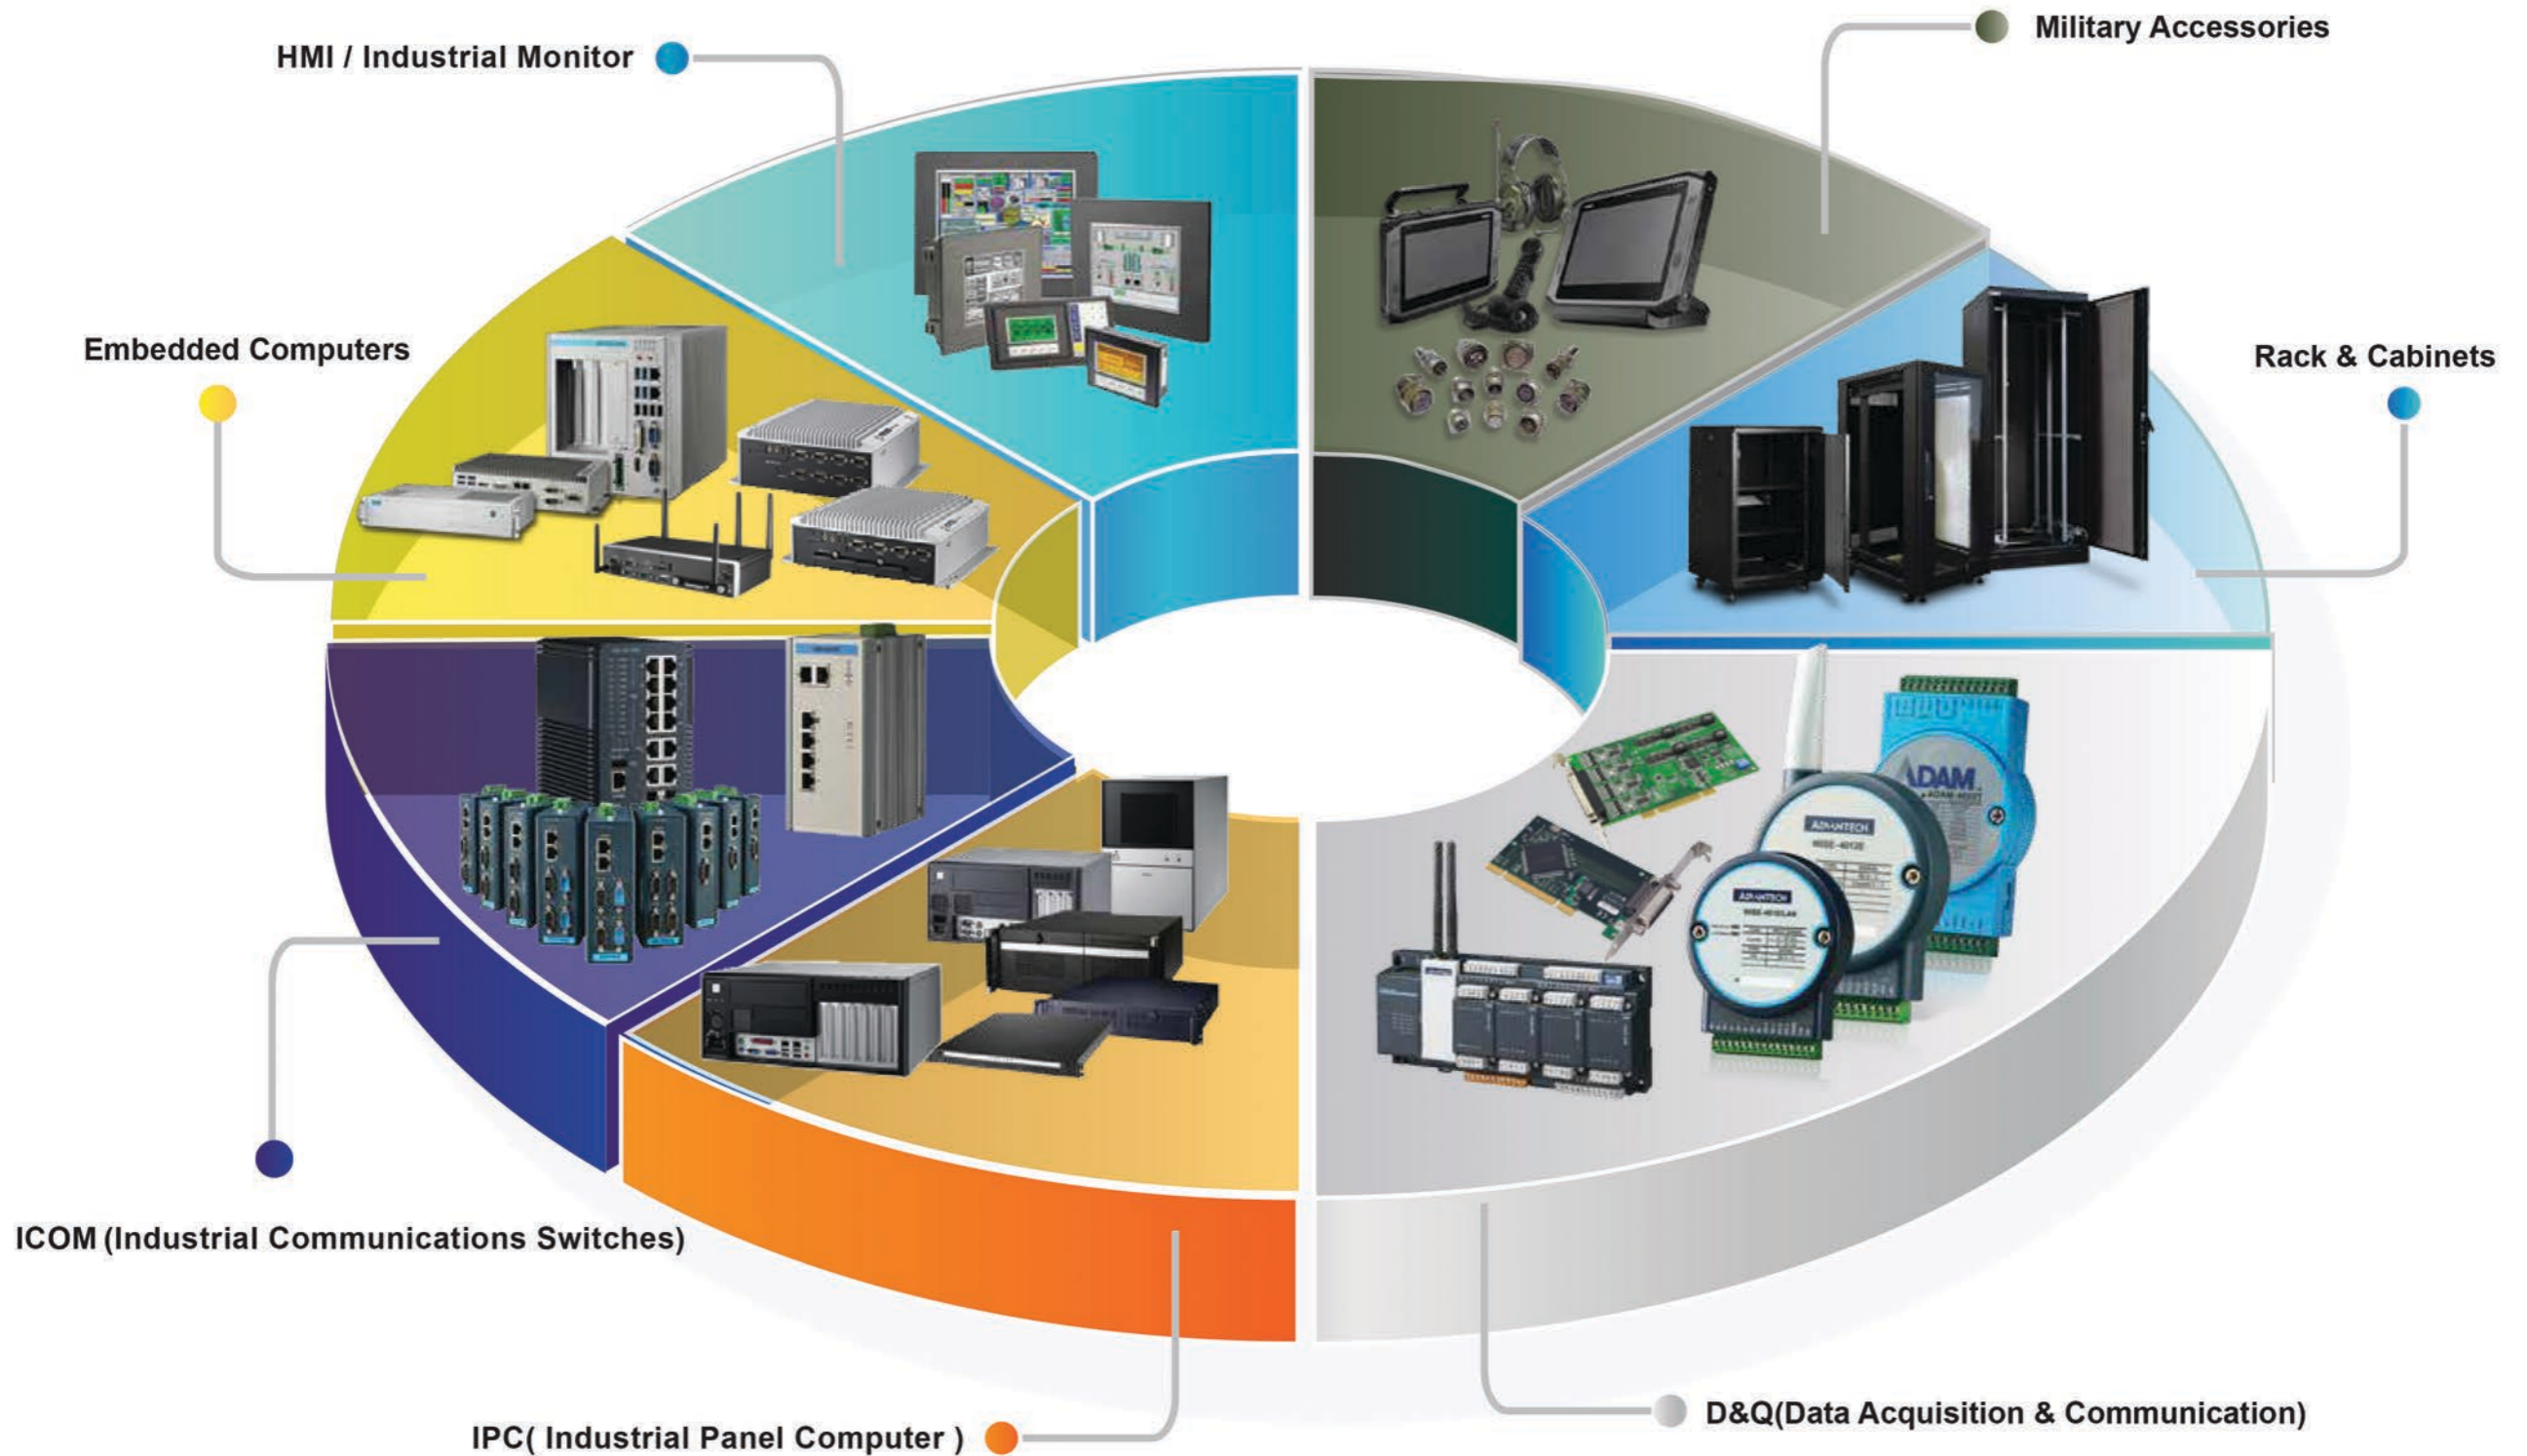 Military Accessories
HMI / Industrial Monitor
Embedded Computers
Rack & Cabinets
ADAM
ADVANTECH
ADVANTECH
ICOM (Industrial Communications Switches)
D&Q(Data Acquisition & Communication)
IPC( Industrial Panel Computer )